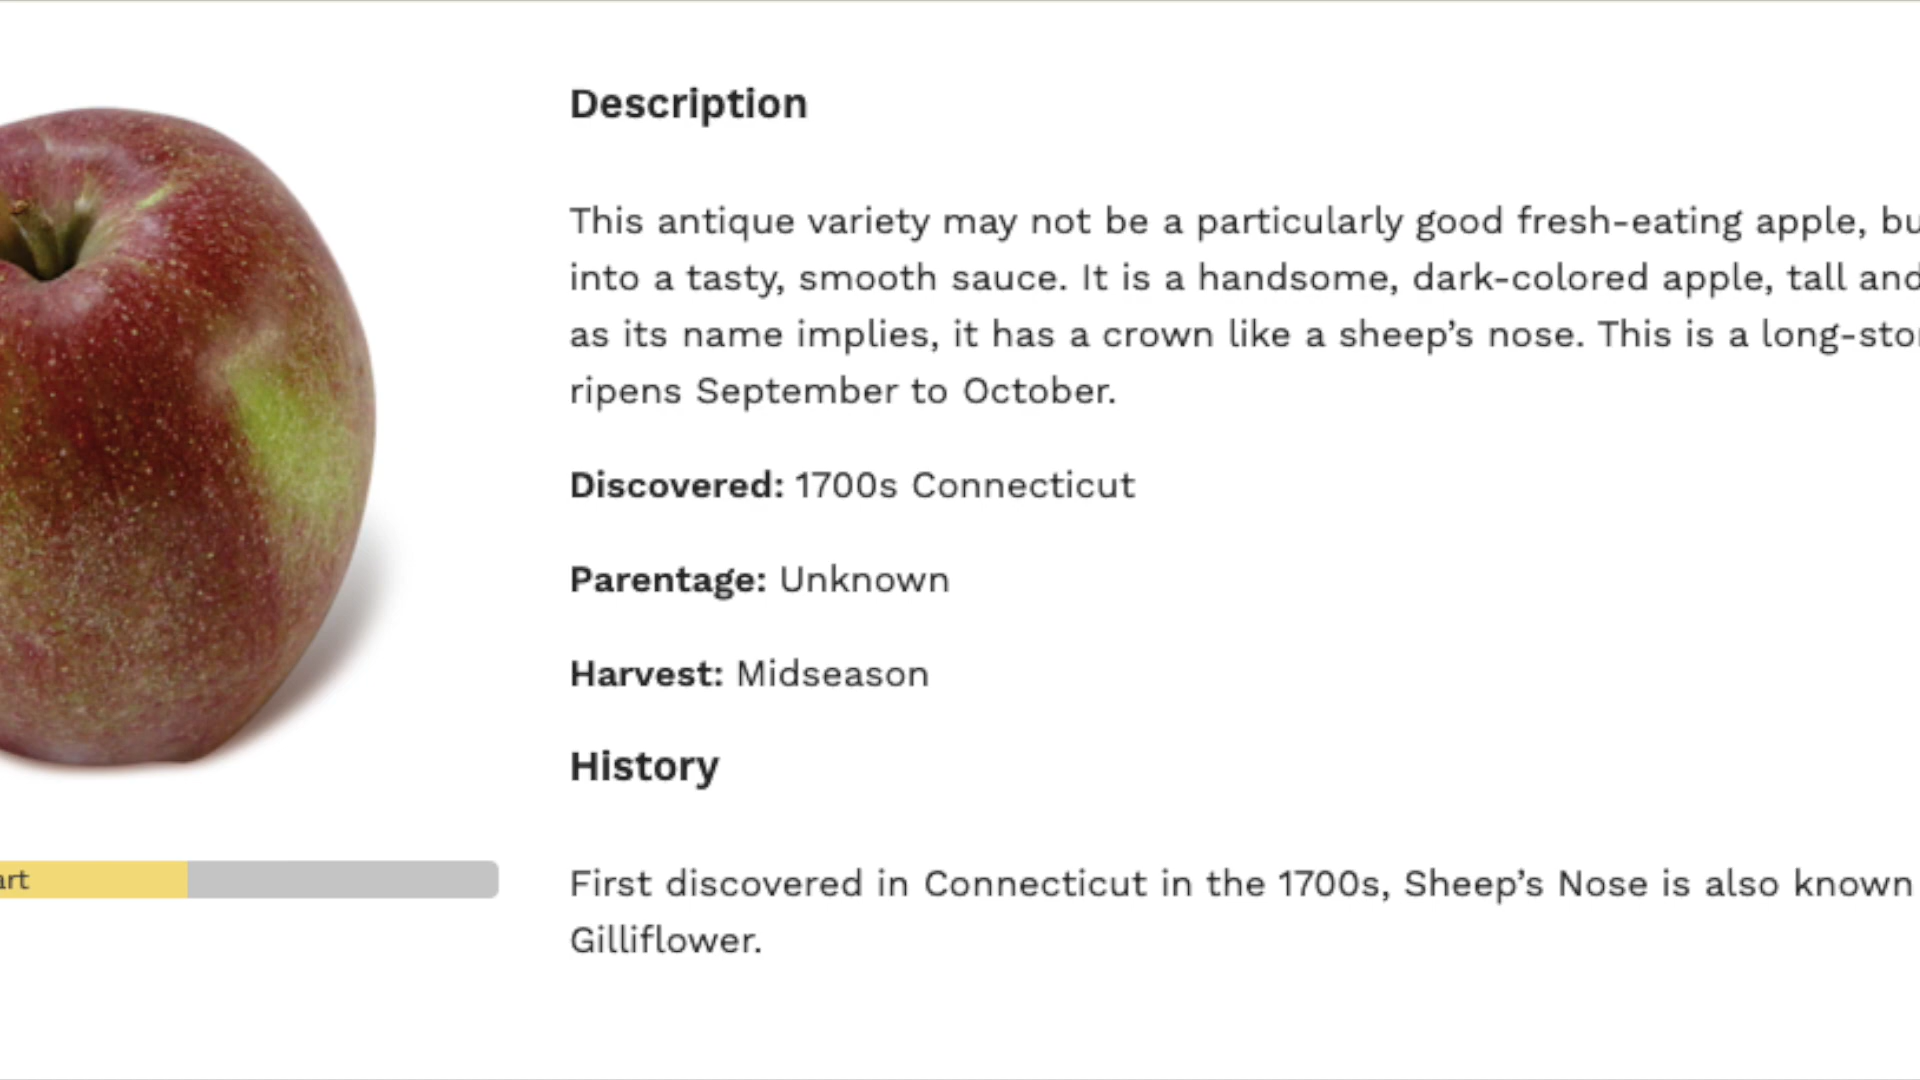 Description
This antique variety may not be a particularly good fresh-eating apple,
into a tasty, smooth sauce. It is a handsome, dark-colored apple, tall and
as its name implies, it has a crown like a sheep’s nose. This is a
ripens September to October.
Discovered: 1700s Connecticut
Parentage: Unknown
Harvest: Midseason
History
First discovered in Connecticut in the 1700s, Sheep’s Nose is also known
Gilliflower.